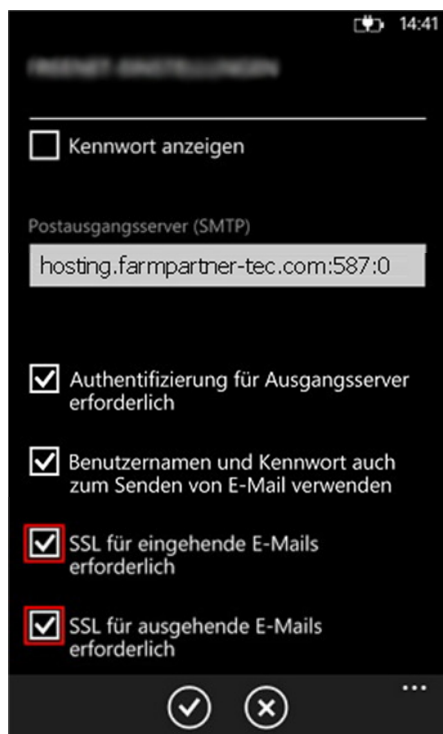 14:41
Kennwort anzeigen
Postausgangsserver (SMTP)
hosting.farmpartner-tec.com:587:0
Authentifizierung für Ausgangsserver
erforderlich
Benutzernamen und Kennwort auch
zum Senden von E-Mail verwenden
SSL für eingehende E-Mails
erforderlich
SSL für ausgehende E-Mails
erforderlich
...